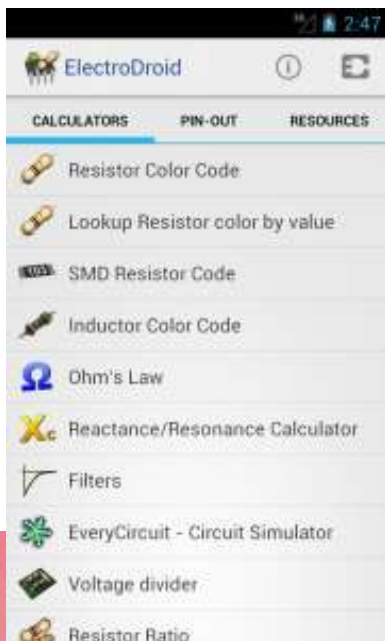 2:47
ElectroDroid
CALCULATORS PIN-OUT RESOURCES
Resistor Color Code
Lookup Resistor color by value
SMD Resistor Code
Inductor Color Code
Ohm's Law
Reactance/Resonance Calculator
Filters
EveryCircuit - Circuit Simulator
Voltage divider
Resistor Ratio